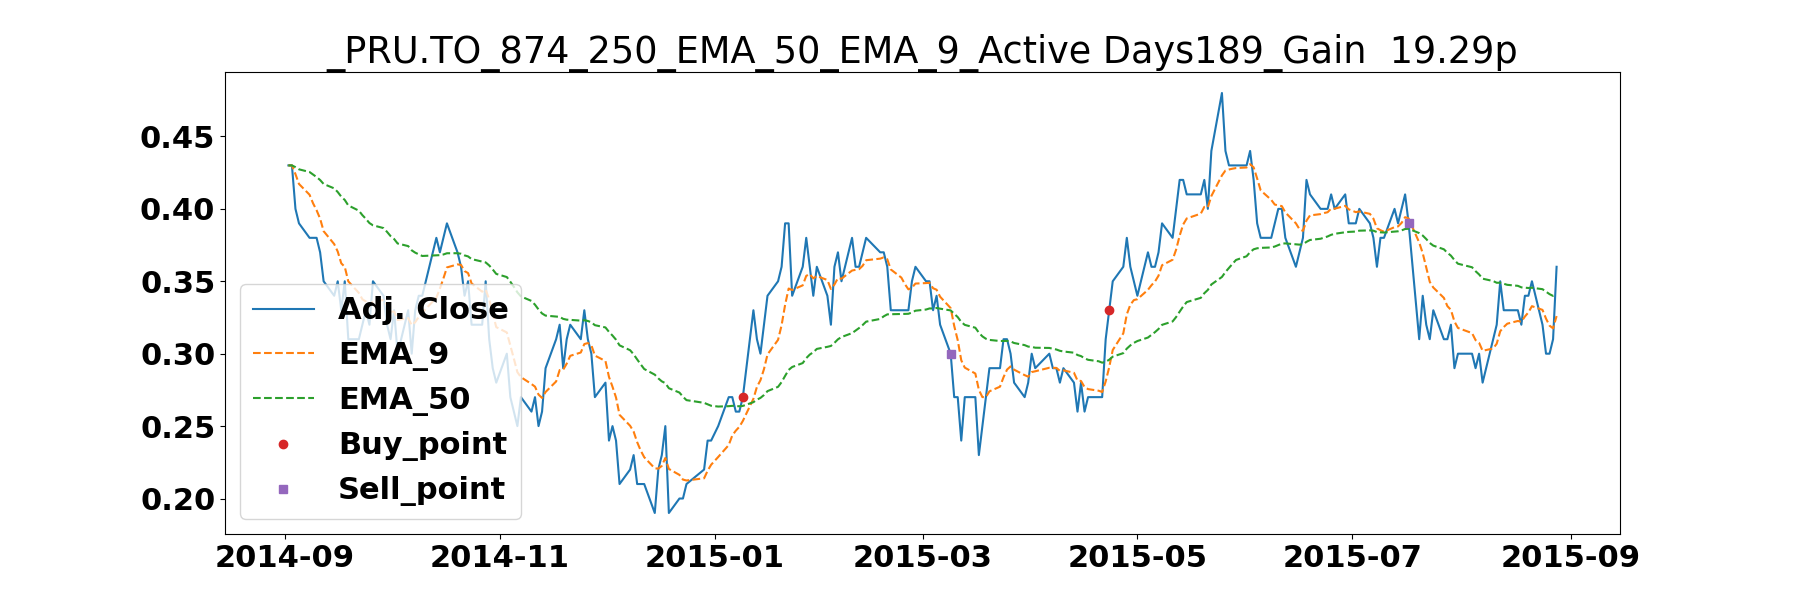 _PRU.TO_874_250_EMA_50_EMA_9_Active Days189_Gain  19.29p
0.45
0.40
0.35
0.30
0.25
0.20
Adj. Close
EMA_9
EMA_50
Buy_point
Sell_point
2014-09 2014-11 2015-01 2015-03 2015-05 2015-07 2015-09